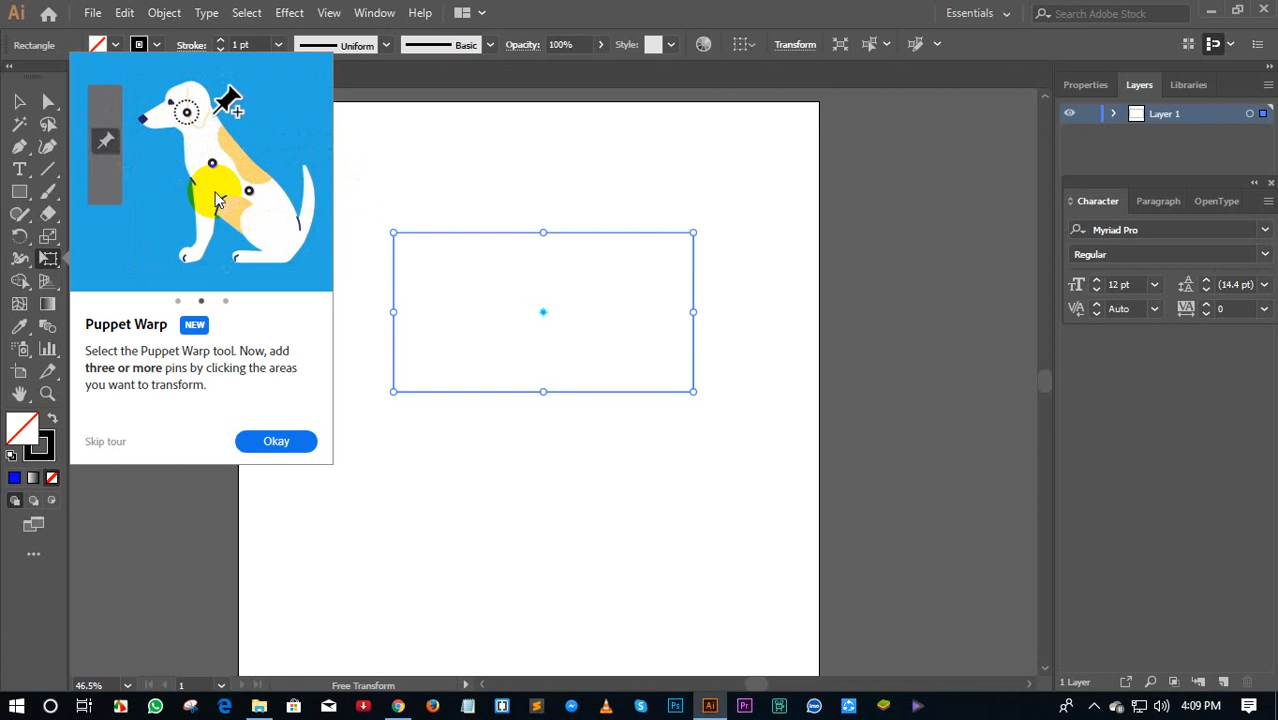 Ai File Edit Object Type Select Effect View Window Help Essentials Search Adobe Stock
Rectangle Stroke: 1 pt Uniform Basic Opacity: 100% Style: Transform
Properties Layers Libraries
Layer 1
Character Paragraph OpenType
Myriad Pro
Regular
12 pt (14.4 pt)
Auto 0
Puppet Warp NEW
Select the Puppet Warp tool. Now, add
three or more pins by clicking the areas
you want to transform.
Skip tour Okay
46.5% 1 Free Transform 1 Layer
Ps Ai Pr 4:09 PM